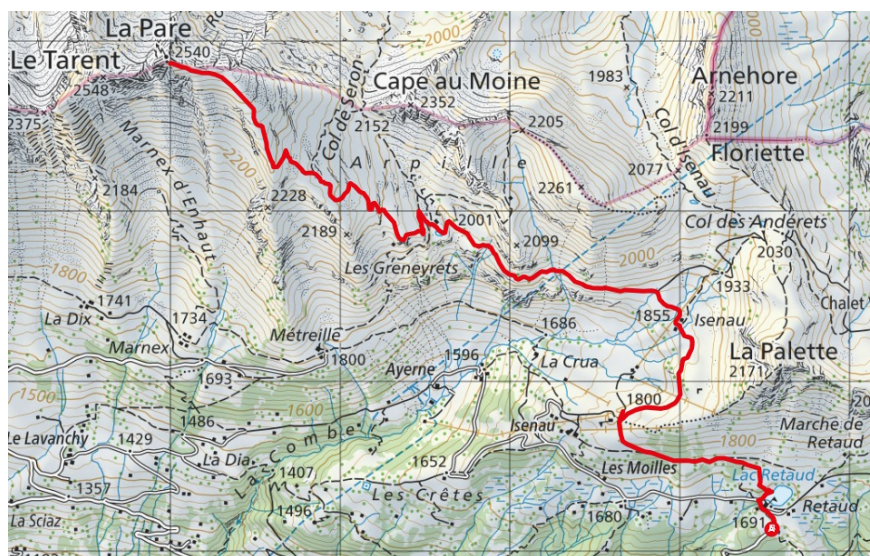 La Pare
2540
Ro
2000
Le Tarent
2548
2375
Col de Seron
Cape au Moine
2352
1983
Arnehore
2211
2152
2205
2199
Col d'Isenau
Floriette
Marnex d'Enhaut
2200
Arpille
2184
2261
2077
2228
2001
2189
2099
2000
Col des Andérets
Les Greneyrets
2030
1800
1933
1741
La Dix
1855
Isenau
Chalet
1734
1686
Métreille
La Palette
Marnex
1800
Ayerne
1596
La Crua
2171
1693
1500
1600
1800
20
1486
Isenau
Marche de
Retaud
Le Lavanchy
1429
La Combe
1800
La Dia
1652
Les Moilles
Lac Retaud
1407
1357
Les Crêtes
Retaud
1496
1680
1691
La Sciaz